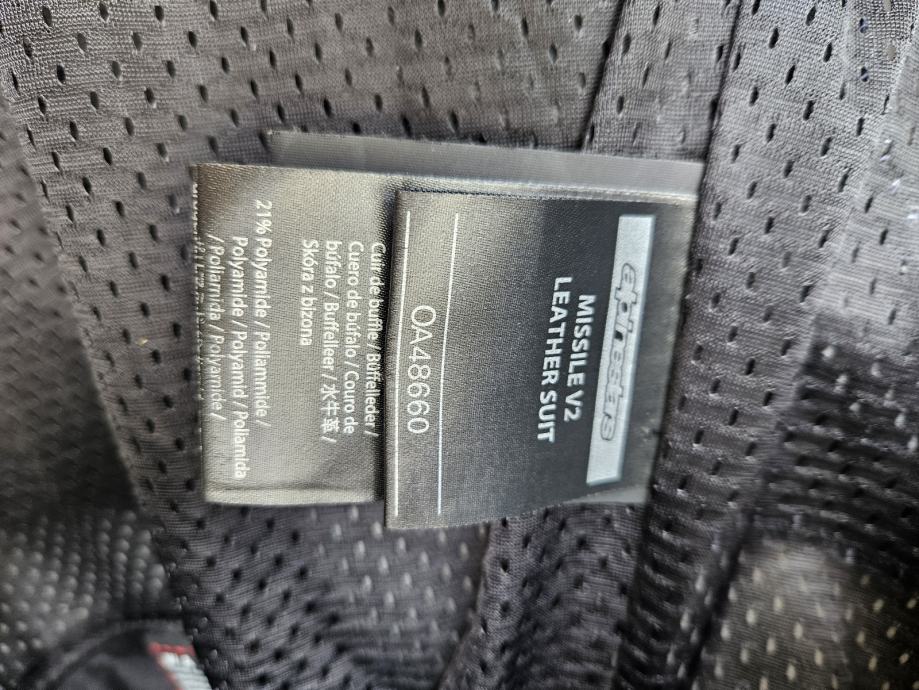 alpinestars
MISSILE V2
LEATHER SUIT
OA48660
Cuir de buffle / Büffelleder /
Cuero de búfalo / Couro de
búfalo / Buffelleer / 水牛革 /
Skóra z bizona
21% Polyamide / Poliammide /
Polyamide / Polyamid / Poliamida
/ Poliamida / Polyamide /